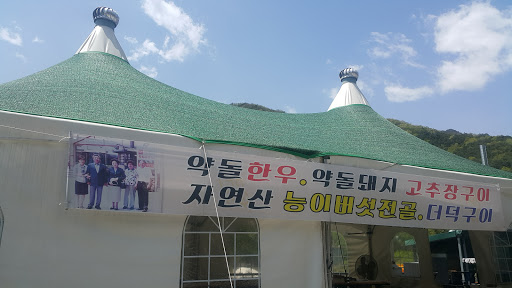 약돌한우。약돌돼지 고추장구이
자연산 능이버섯전골。더덕구이